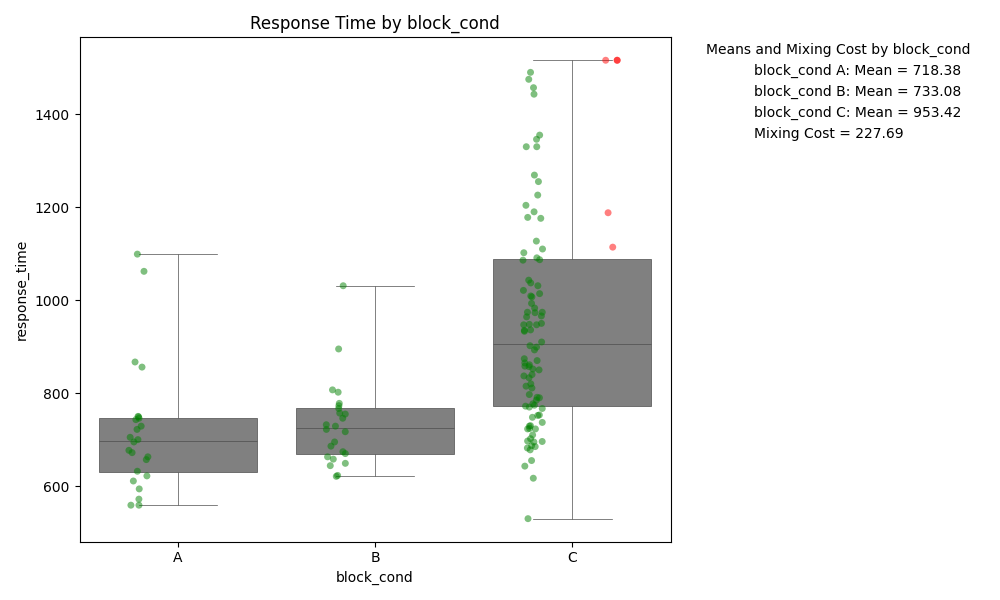 Response Time by block_cond
Means and Mixing Cost by block_cond
block_cond A: Mean = 718.38
block_cond B: Mean = 733.08
block_cond C: Mean = 953.42
Mixing Cost = 227.69
response_time
1400
1200
1000
800
600
A
B
C
block_cond